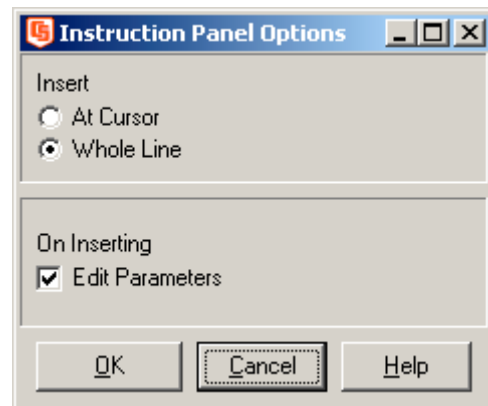 Instruction Panel Options
Insert
At Cursor
Whole Line
On Inserting
Edit Parameters
OK Cancel Help